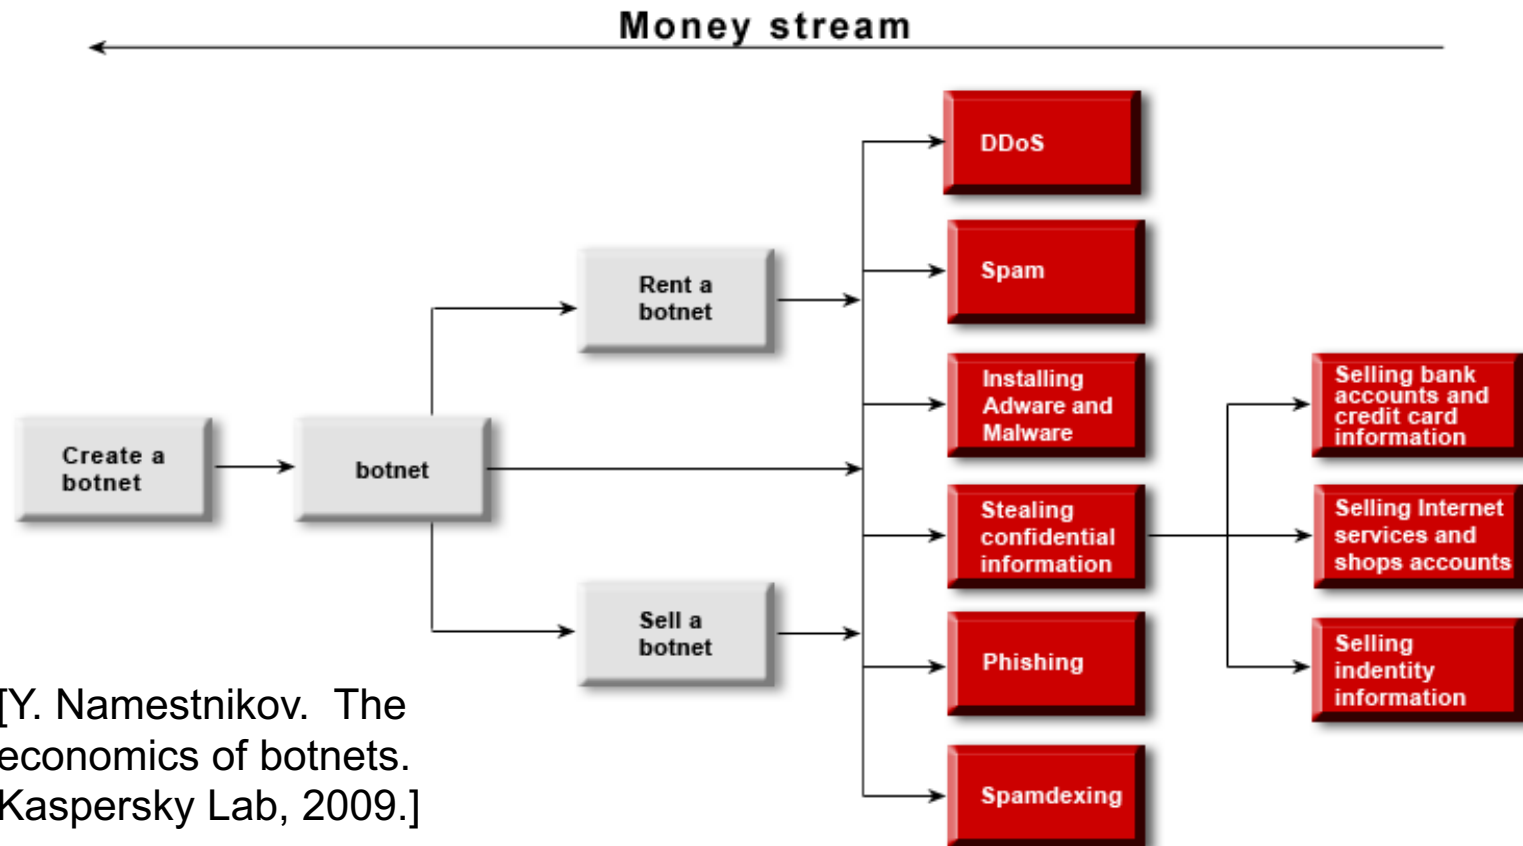 Money stream
DDoS
Spam
Rent a
botnet
Installing
Adware and
Malware
Selling bank
accounts and
credit card
information
Create a
botnet
botnet
Stealing
confidential
information
Selling Internet
services and
shops accounts
Sell a
botnet
Phishing
Selling
indentity
information
Spamdexing
[Y. Namestnikov. The
economics of botnets.
Kaspersky Lab, 2009.]